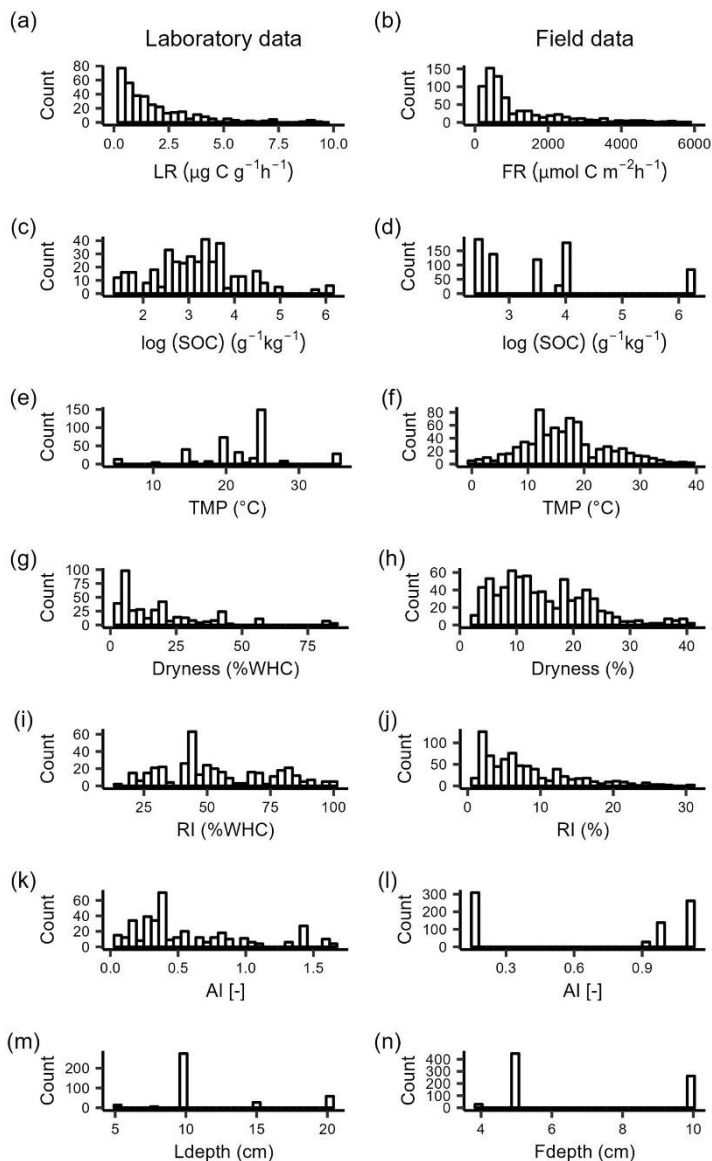 (a) Laboratory data
(b) Field data
Count
80
60
40
20
0
0.0 2.5 5.0 7.5 10.0
LR (µg C g⁻¹h⁻¹)
Count
150
100
50
0
0 2000 4000 6000
FR (µmol C m⁻²h⁻¹)
(c)
Count
40
30
20
10
0
2 3 4 5 6
log (SOC) (g⁻¹kg⁻¹)
(d)
Count
150
100
50
0
3 4 5 6
log (SOC) (g⁻¹kg⁻¹)
(e)
Count
150
100
50
0
10 20 30
TMP (°C)
(f)
Count
80
60
40
20
0
0 10 20 30 40
TMP (°C)
(g)
Count
100
75
50
25
0
0 25 50 75
Dryness (%WHC)
(h)
Count
60
40
20
0
0 10 20 30 40
Dryness (%)
(i)
Count
60
40
20
0
25 50 75 100
RI (%WHC)
(j)
Count
100
50
0
0 10 20 30
RI (%)
(k)
Count
60
40
20
0
0.0 0.5 1.0 1.5
AI [-]
(l)
Count
300
200
100
0
0.3 0.6 0.9
AI [-]
(m)
Count
200
100
0
5 10 15 20
Ldepth (cm)
(n)
Count
400
300
200
100
0
4 6 8 10
Fdepth (cm)